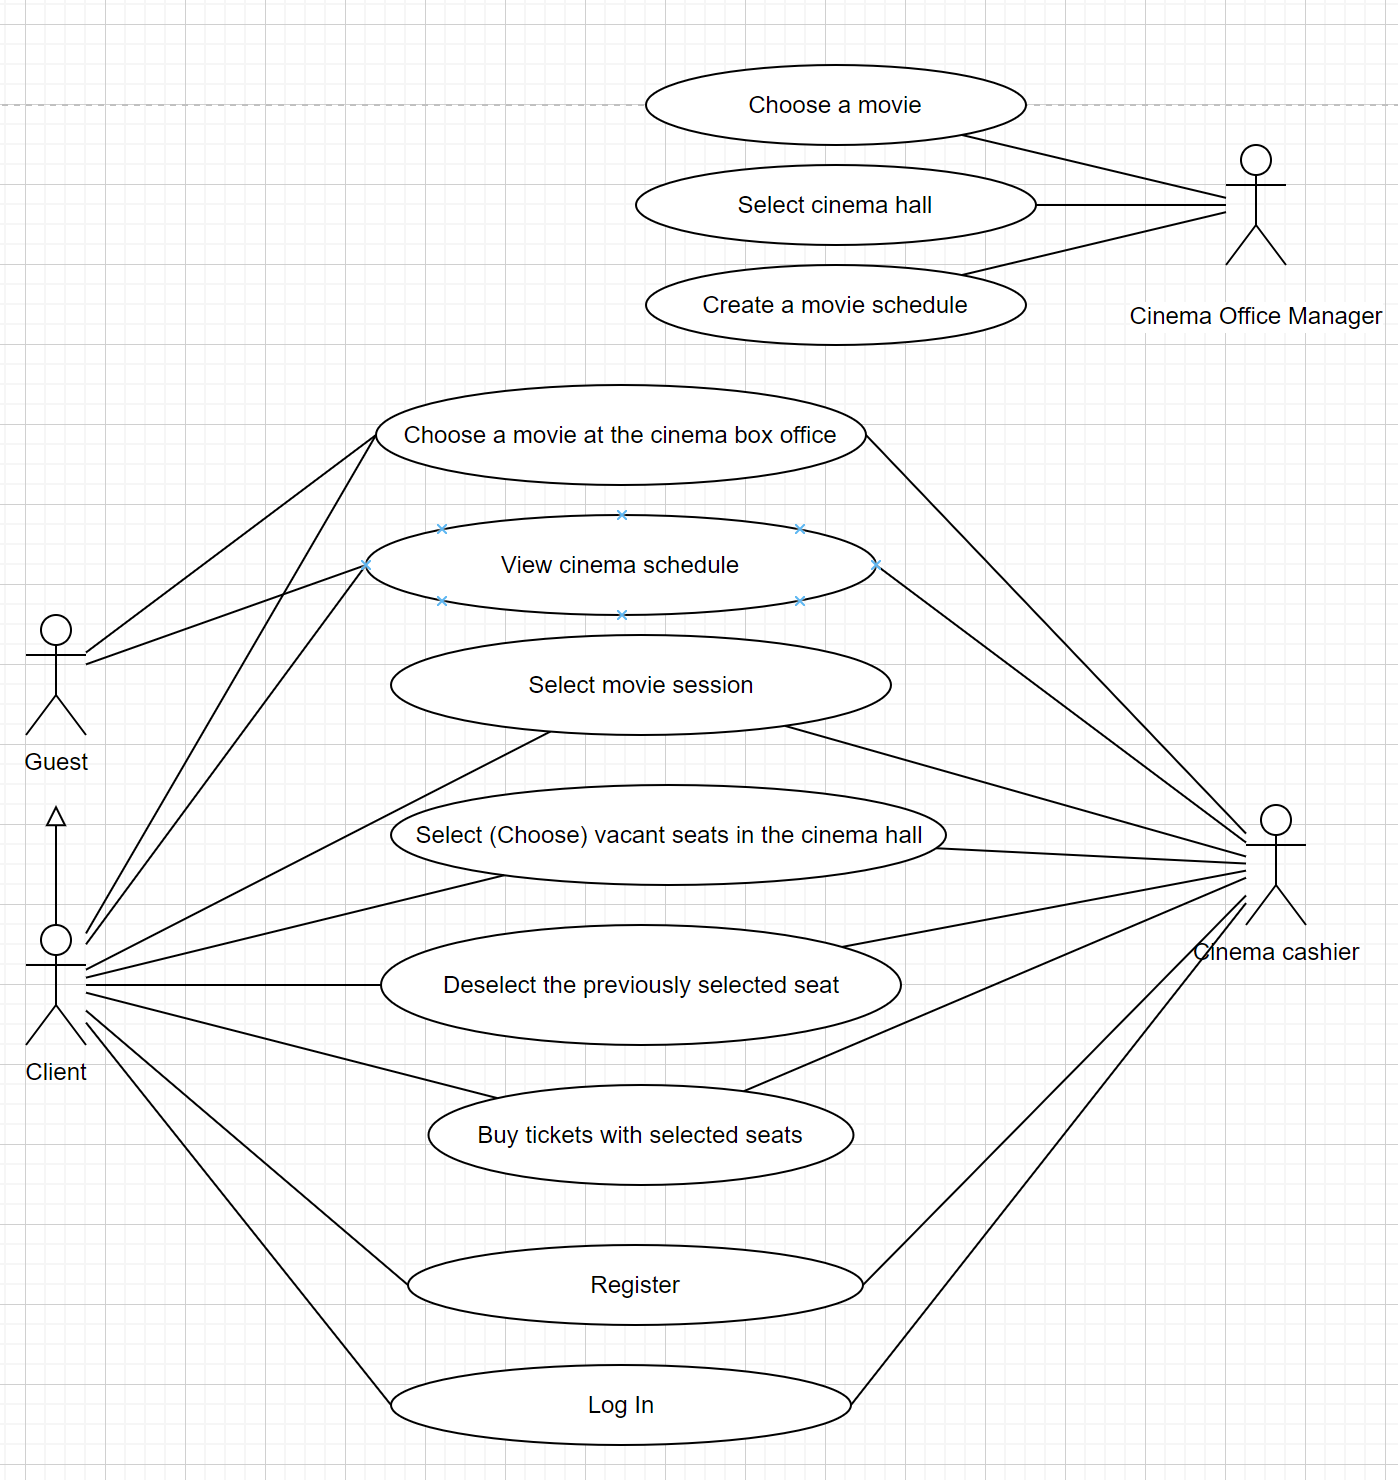 Choose a movie
Select cinema hall
Create a movie schedule
Cinema Office Manager
Choose a movie at the cinema box office
View cinema schedule
Select movie session
Guest
Select (Choose) vacant seats in the cinema hall
Cinema cashier
Deselect the previously selected seat
Client
Buy tickets with selected seats
Register
Log In